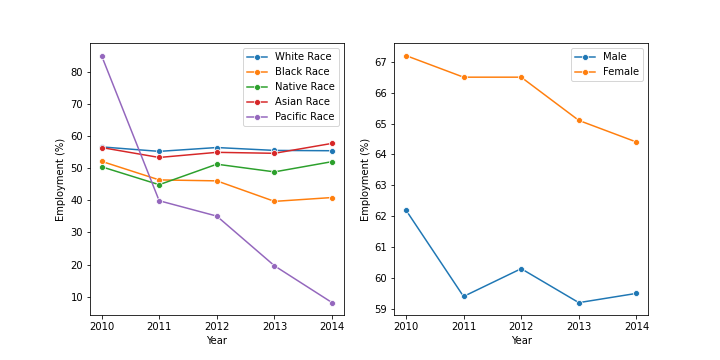 80
70
60
50
40
30
20
10
Employment (%)
2010 2011 2012 2013 2014
Year
White Race
Black Race
Native Race
Asian Race
Pacific Race
67
66
65
64
63
62
61
60
59
Employment (%)
2010 2011 2012 2013 2014
Year
Male
Female